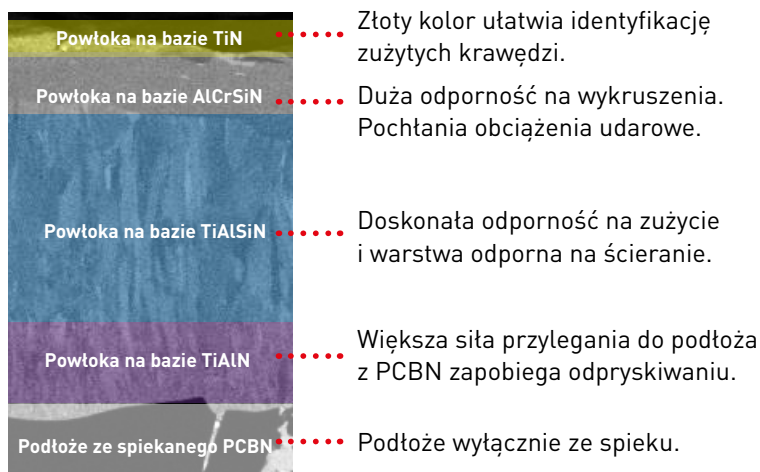 Powłoka na bazie TiN
Złoty kolor ułatwia identyfikację
zużytych krawędzi.
Powłoka na bazie AlCrSiN
Duża odporność na wykruszenia.
Pochłania obciążenia udarowe.
Powłoka na bazie TiAlSiN
Doskonała odporność na zużycie
i warstwa odporna na ścieranie.
Powłoka na bazie TiAlN
Większa siła przylegania do podłoża
z PCBN zapobiega odpryskiwaniu.
Podłoże ze spiekanego PCBN
Podłoże wyłącznie ze spieku.